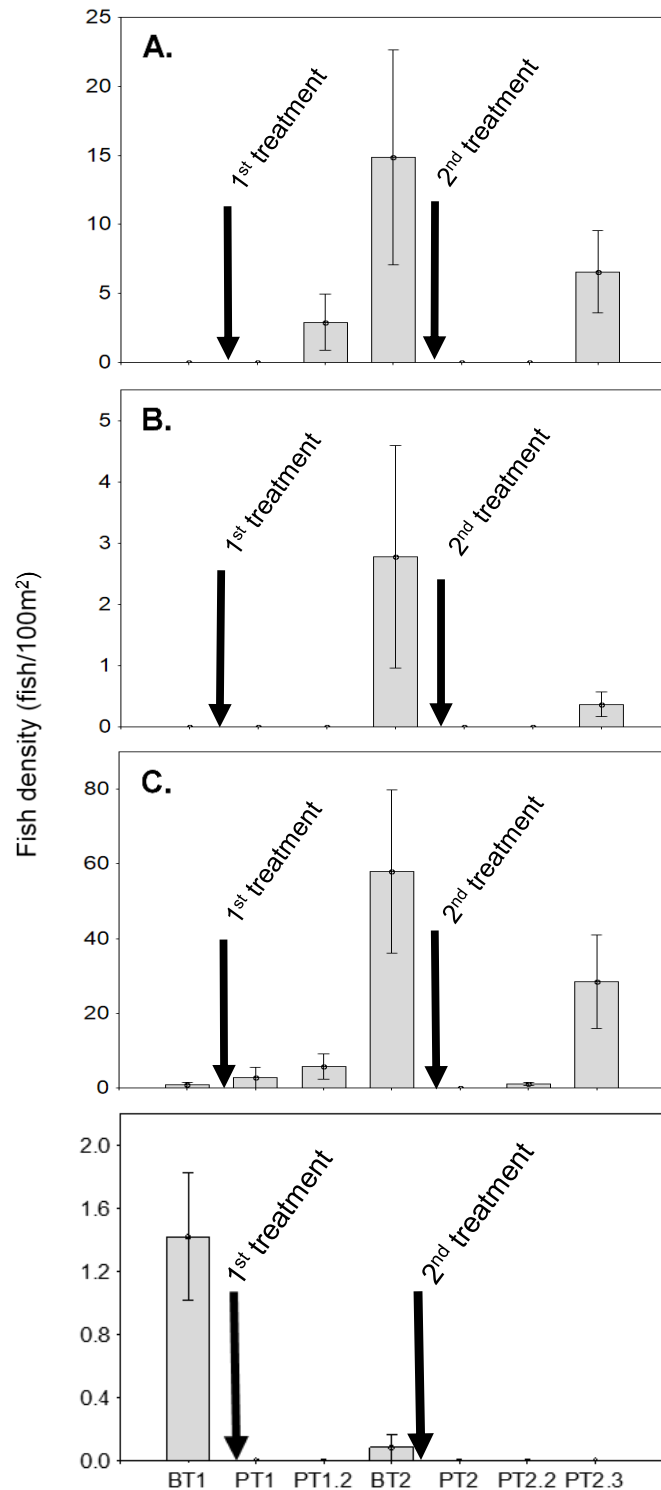 Fish density (fish/100m²)
A.
1st treatment
2nd treatment
25
20
15
10
5
0
B.
1st treatment
2nd treatment
5
4
3
2
1
0
C.
1st treatment
2nd treatment
80
60
40
20
0
1st treatment
2nd treatment
2.0
1.6
1.2
0.8
0.4
0.0
BT1 PT1 PT1.2 BT2 PT2 PT2.2 PT2.3